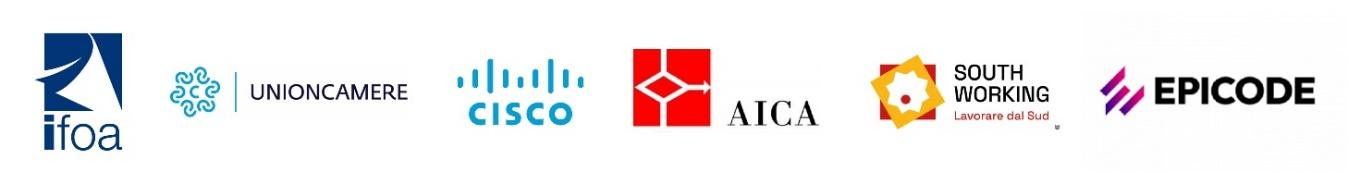 ifoa
UNIONCAMERE
CISCO
AICA
SOUTH
WORKING
Lavorare dal Sud
EPICODE